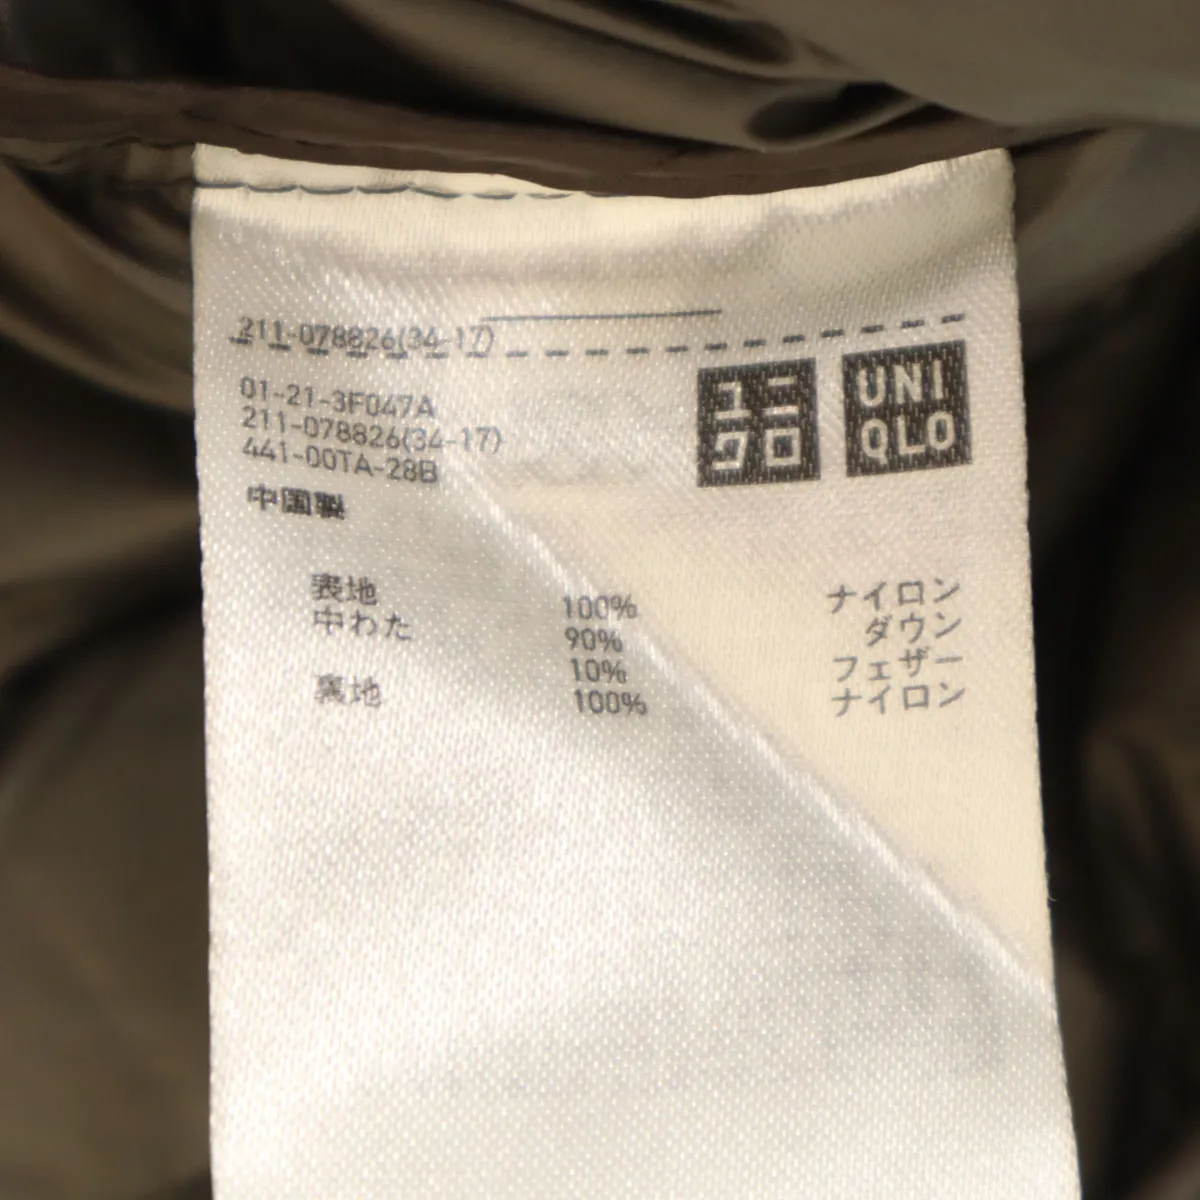 211-078826(34-17)
ユニ
クロ
UNI
QLO
01-21-3F047A
211-078826(34-17)
441-00TA-28B
中国製
表地 100% ナイロン
中わた 90% ダウン
10% フェザー
裏地 100% ナイロン